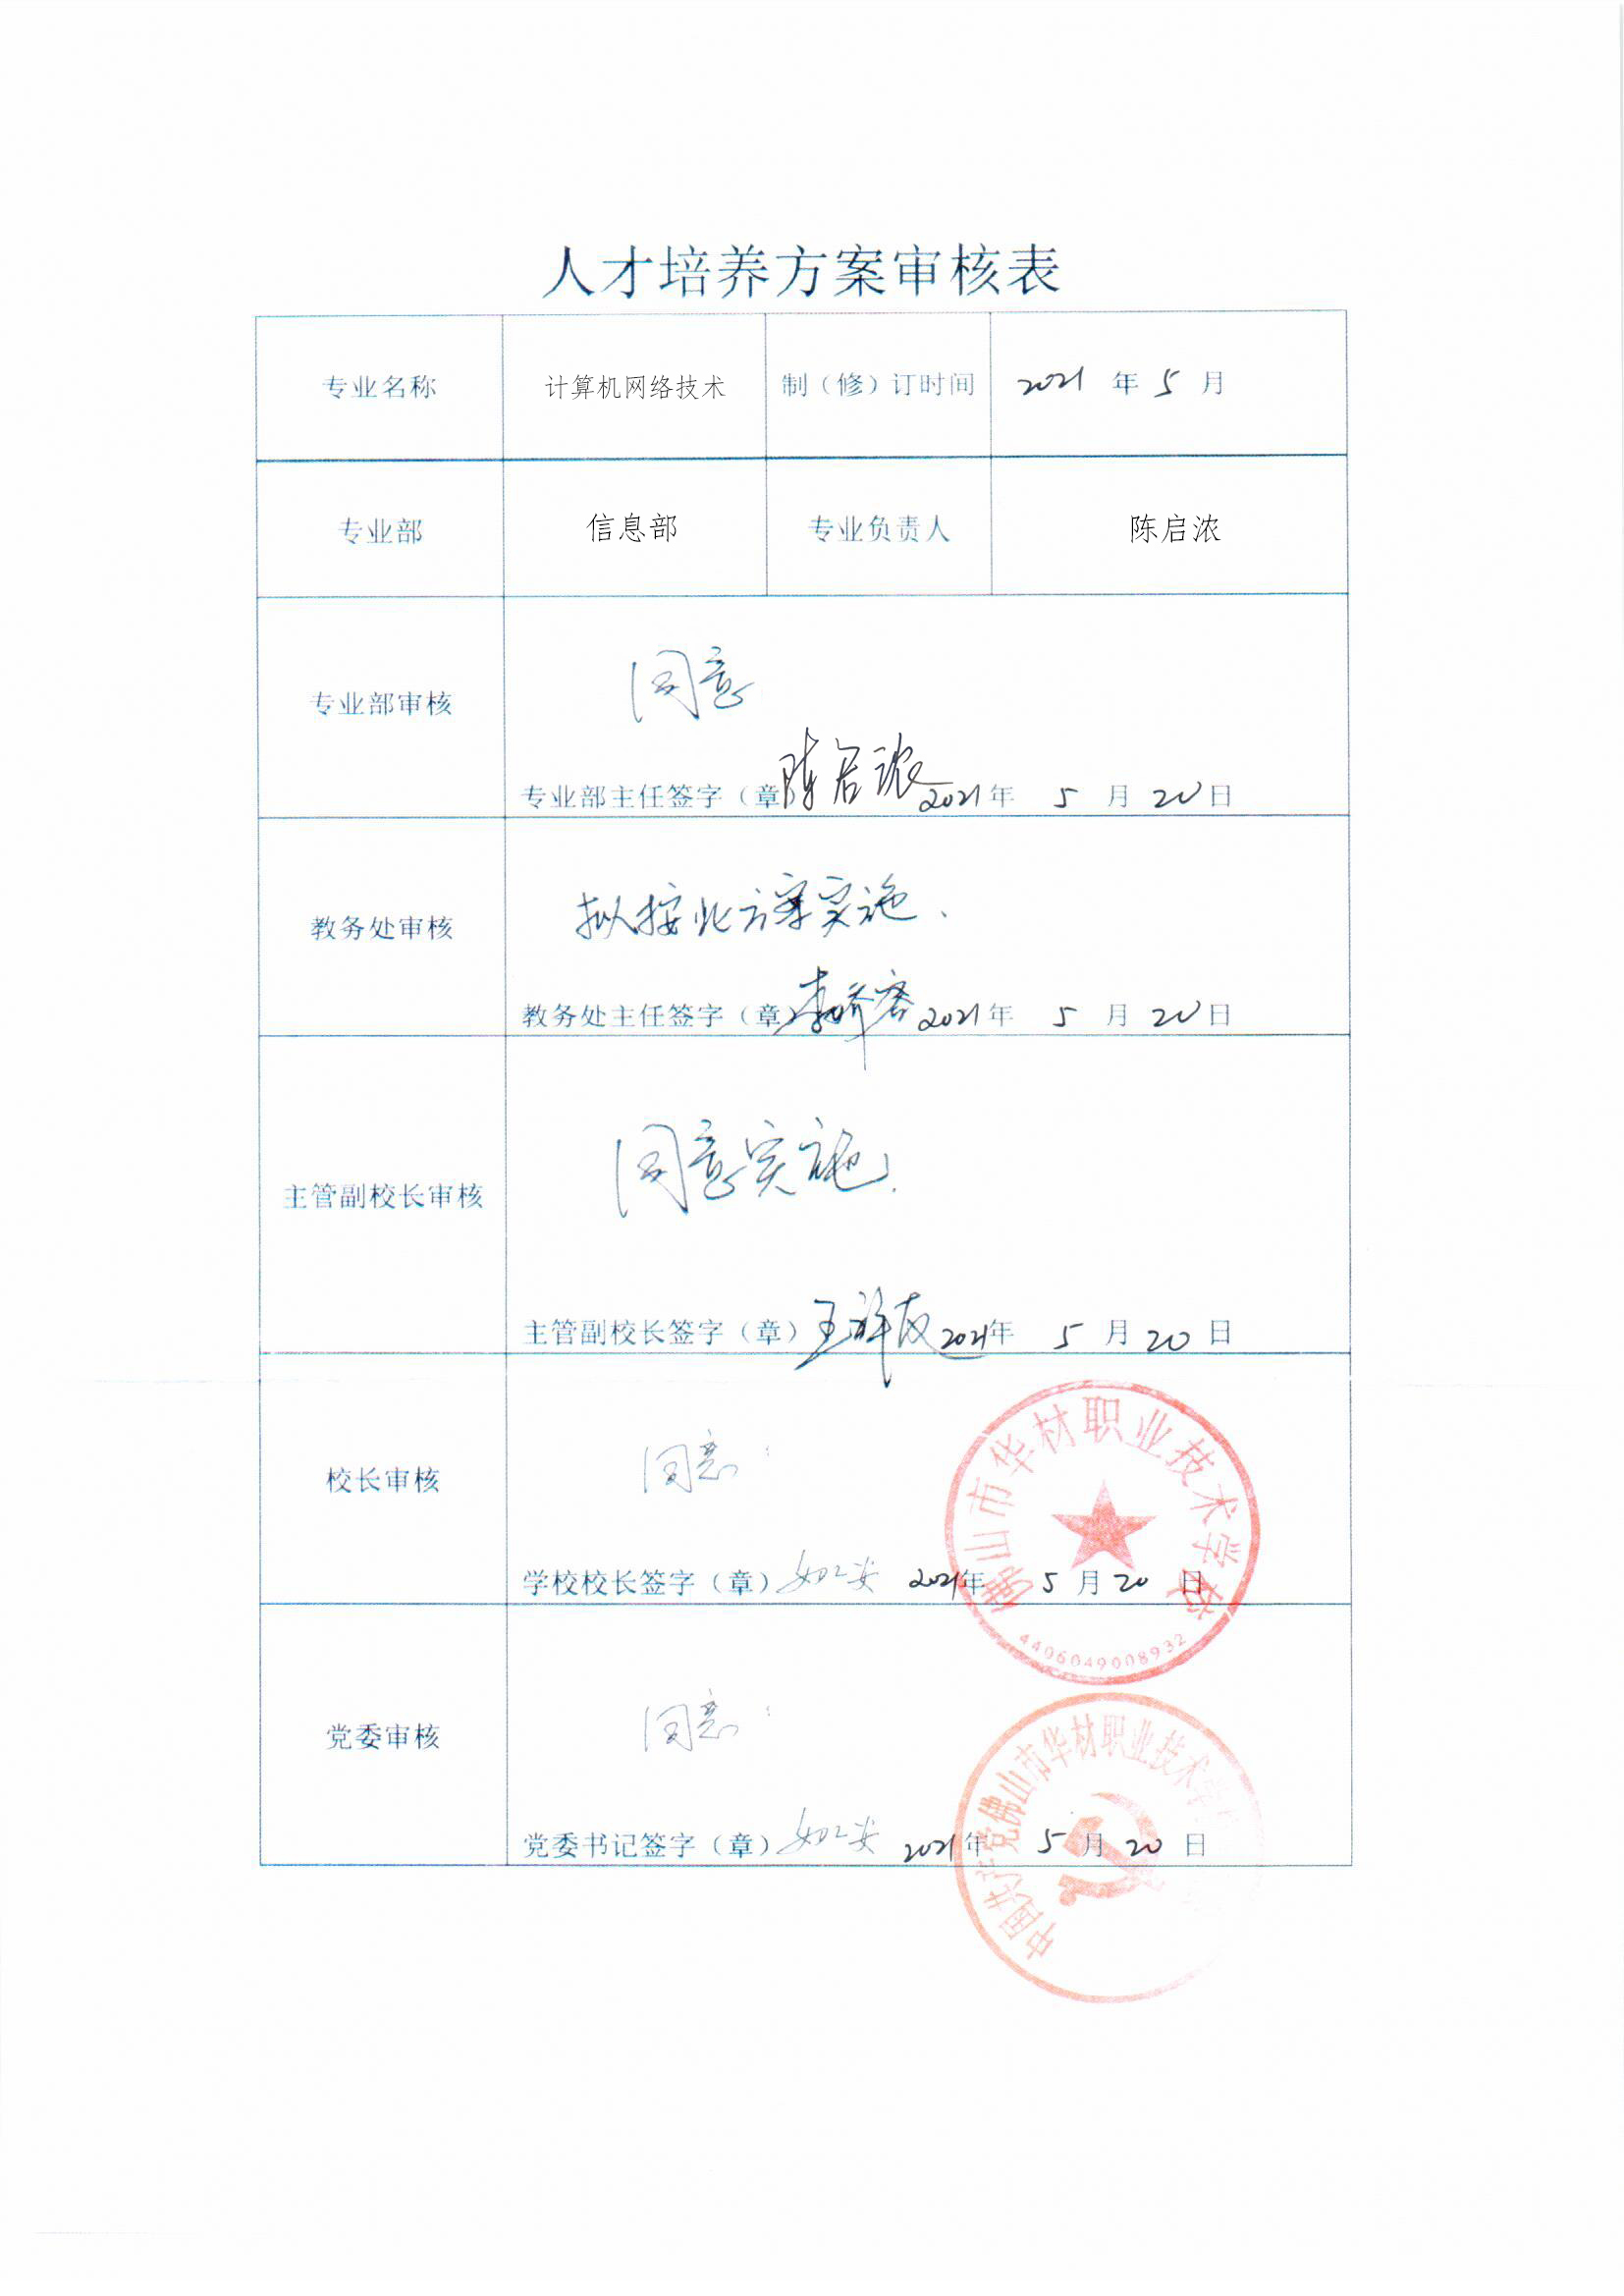 人才培养方案审核表
专业名称 计算机网络技术 制（修）订时间 2021 年 5 月
专业部 信息部 专业负责人 陈启浓
专业部审核
同意
专业部主任签字（章） 陈启浓 2021年 5 月 20 日
教务处审核
拟按此方案实施、
教务处主任签字（章） 2021年 5 月 20 日
主管副校长审核
同意实施.
主管副校长签字（章） 2021年 5 月 20 日
校长审核
同意
学校校长签字（章） 2021年 5 月 20 日
佛山市华材职业技术学校
4406049008932
党委审核
同意
党委书记签字（章） 2021年 5 月 20 日
中国共产党佛山市华材职业技术学